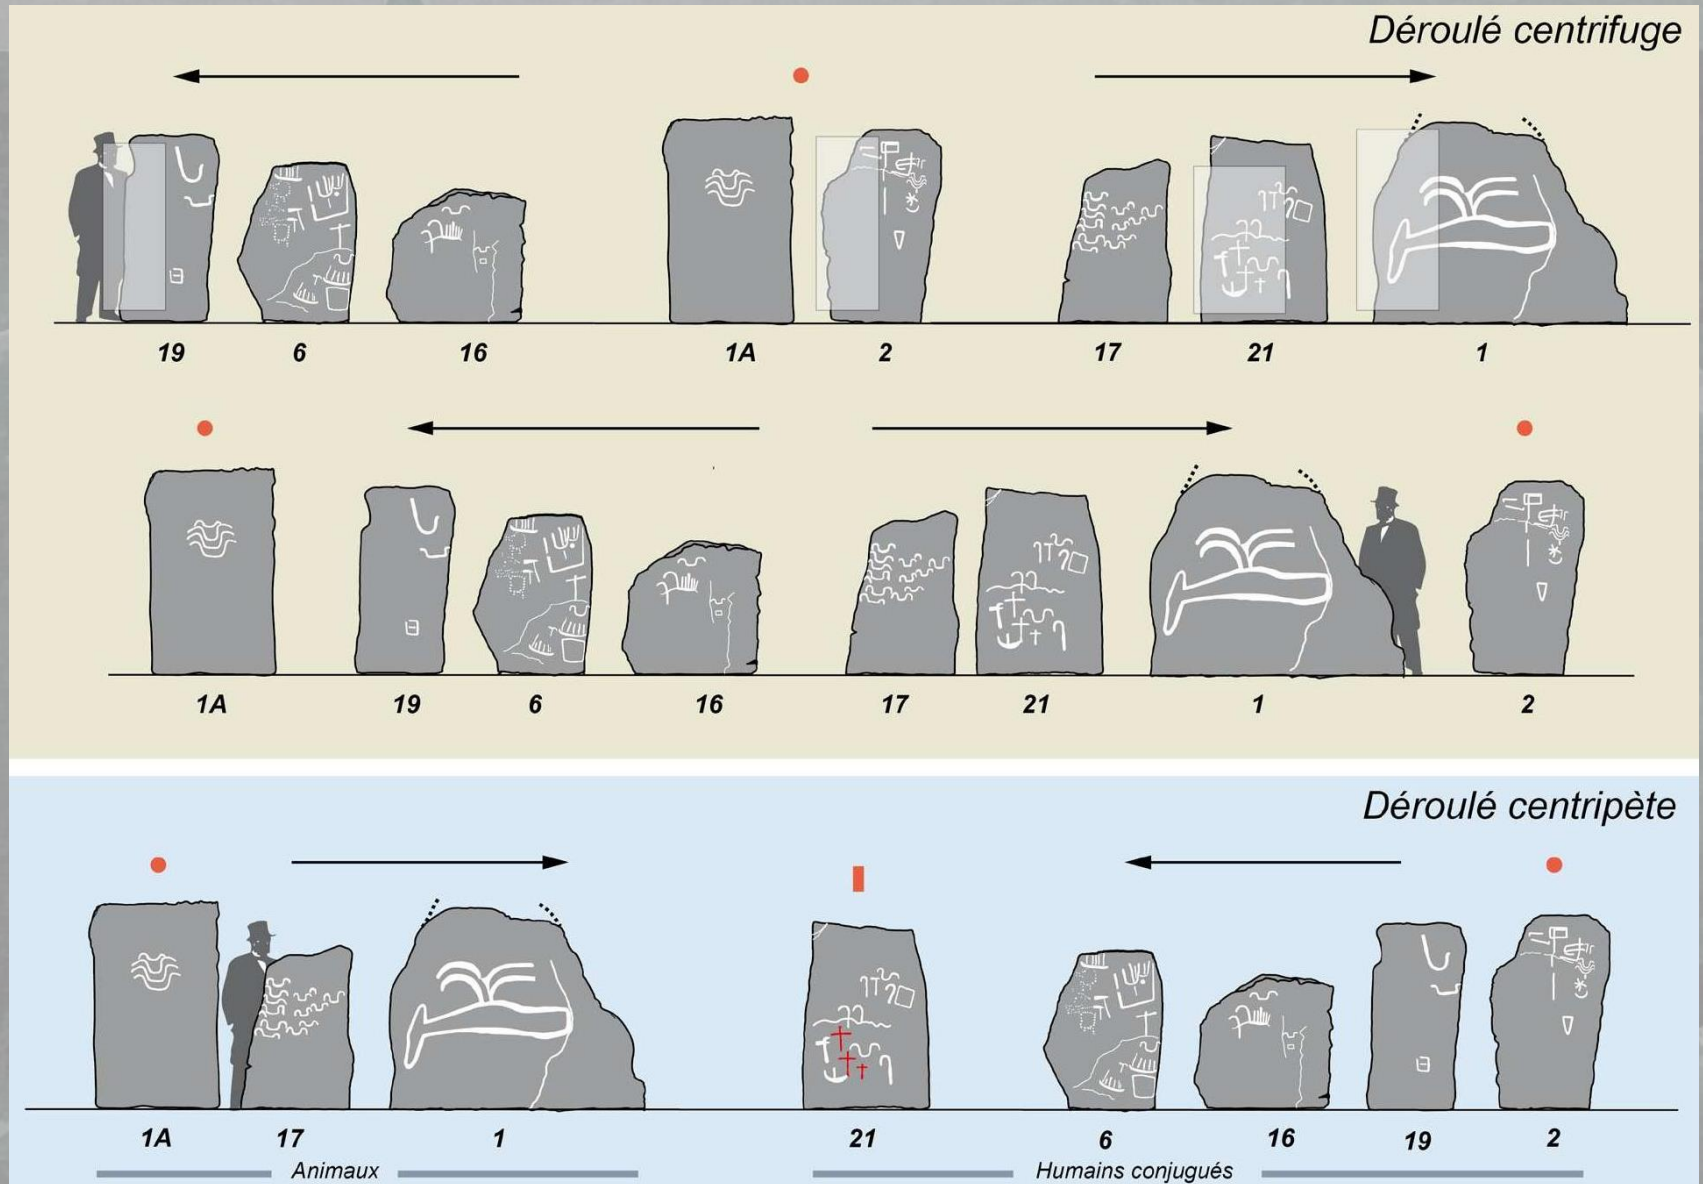 Déroulé centrifuge
19 6 16 1A 2 17 21 1
1A 19 6 16 17 21 1 2
Déroulé centripète
1A 17 1 21 6 16 19 2
Animaux Humains conjugués